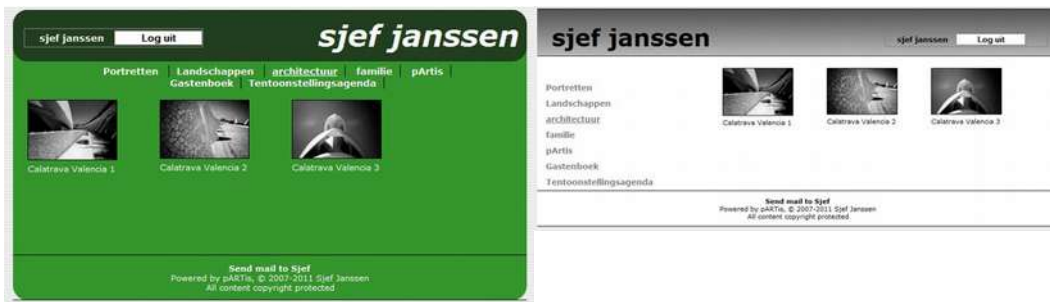 sjef janssen Log uit sjef janssen
Portretten Landschappen architectuur familie pArtis
Gastenboek Tentoonstellingsagenda
Calatrava Valencia 1 Calatrava Valencia 2 Calatrava Valencia 3
Send mail to Sjef
Powered by pARTis, © 2007-2011 Sjef Janssen
All content copyright protected
sjef janssen sjef janssen Log uit
Portretten
Landschappen
architectuur
familie
pArtis
Gastenboek
Tentoonstellingsagenda
Calatrava Valencia 1 Calatrava Valencia 2 Calatrava Valencia 3
Send mail to Sjef
Powered by pARTis, © 2007-2011 Sjef Janssen
All content copyright protected